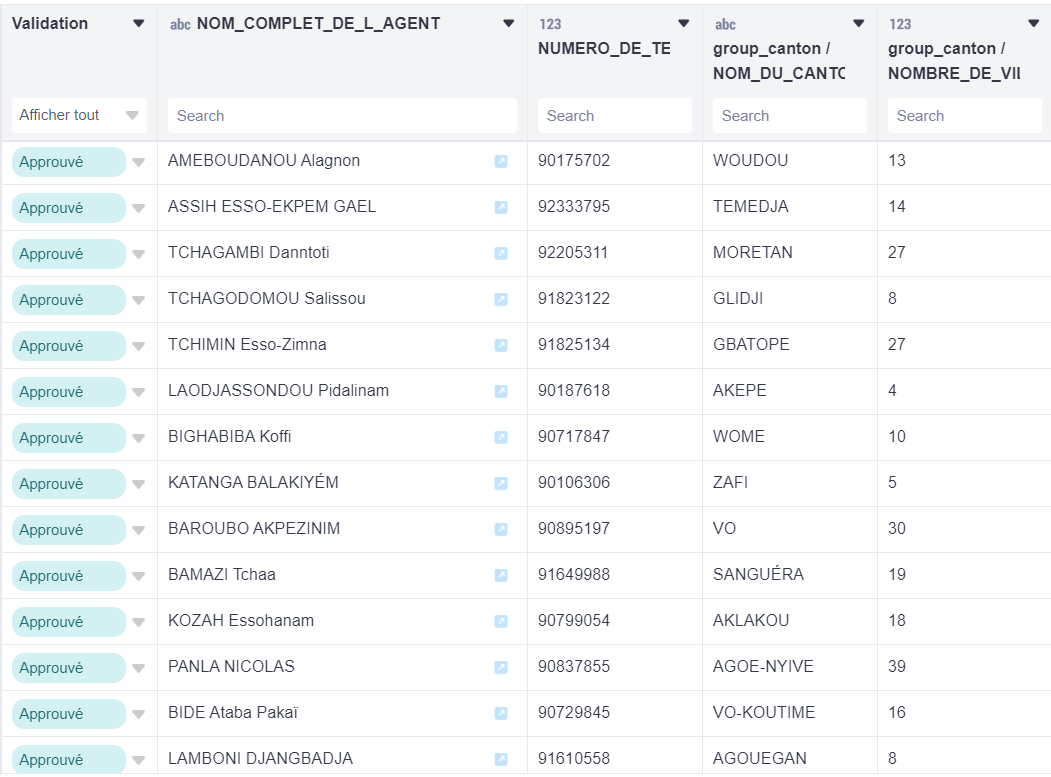 Validation abc NOM_COMPLET_DE_L_AGENT 123 abc 123
NUMERO_DE_TE group_canton / group_canton /
NOM_DU_CANTO NOMBRE_DE_VIL
Afficher tout Search Search Search Search
Approuvé AMEBOUDANOU Alagnon 90175702 WOUDOU 13
Approuvé ASSIH ESSO-EKPEM GAEL 92333795 TEMEDJA 14
Approuvé TCHAGAMBI Danntoti 92205311 MORETAN 27
Approuvé TCHAGODOMOU Salissou 91823122 GLIDJI 8
Approuvé TCHIMIN Esso-Zimna 91825134 GBATOPE 27
Approuvé LAODJASSONDOU Pidalinam 90187618 AKEPE 4
Approuvé BIGHABIBA Koffi 90717847 WOME 10
Approuvé KATANGA BALAKIYÉM 90106306 ZAFI 5
Approuvé BAROUBO AKPEZINIM 90895197 VO 30
Approuvé BAMAZI Tchaa 91649988 SANGUÉRA 19
Approuvé KOZAH Essohanam 90799054 AKLAKOU 18
Approuvé PANLA NICOLAS 90837855 AGOE-NYIVE 39
Approuvé BIDE Ataba Pakaï 90729845 VO-KOUTIME 16
Approuvé LAMBONI DJANGBADJA 91610558 AGOUEGAN 8